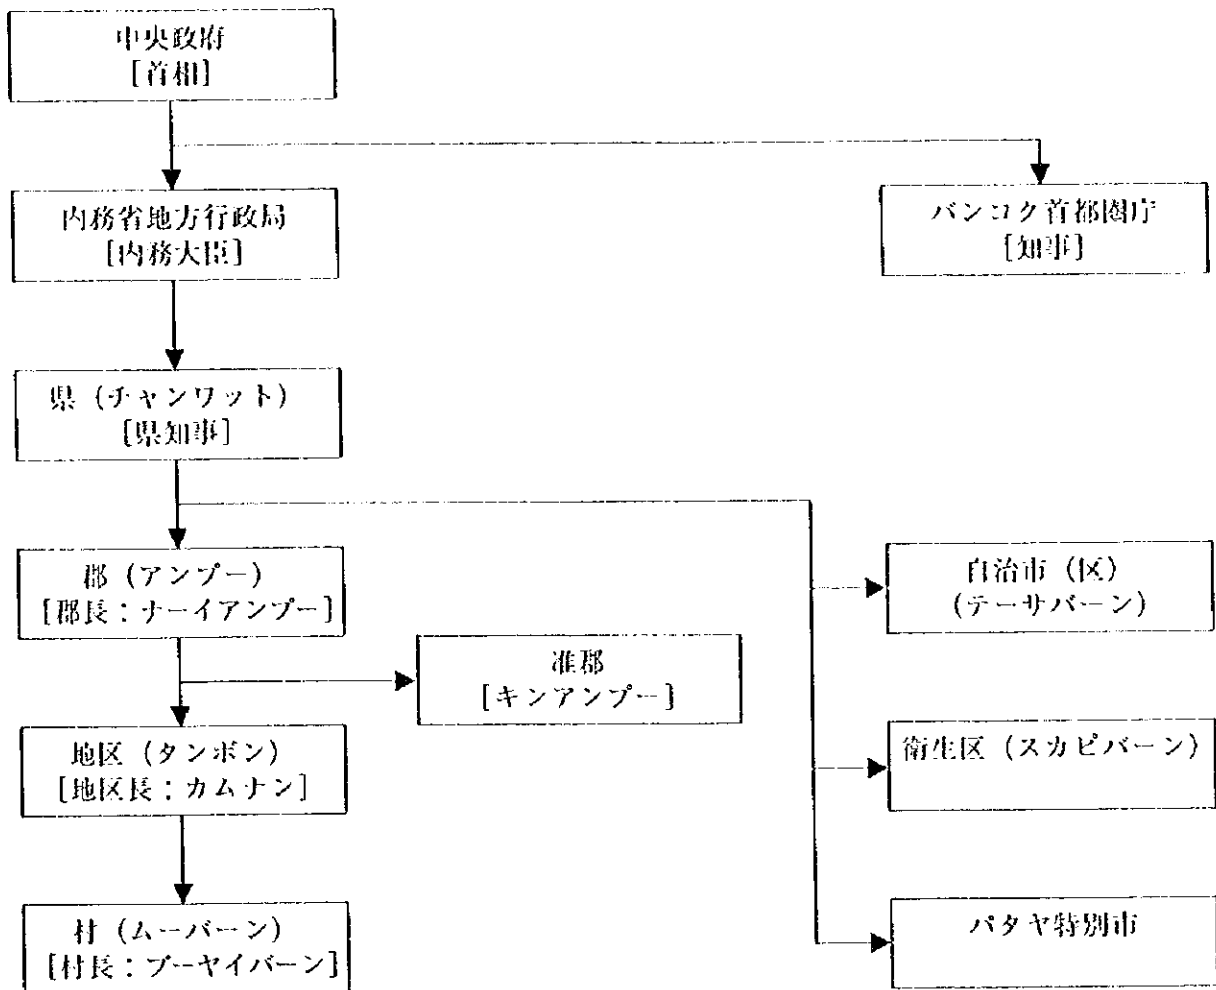 中央政府
[首相]
内務省地方行政局
[内務大臣]
バンコク首都圏庁
[知事]
県（チャンワット）
[県知事]
郡（アンプー）
[郡長：ナーイアンプー]
准郡
[キンアンプー]
地区（タンボン）
[地区長：カムナン]
村（ムーバーン）
[村長：プーヤイバーン]
自治市（区）
(テーサバーン)
衛生区（スカピバーン）
パタヤ特別市